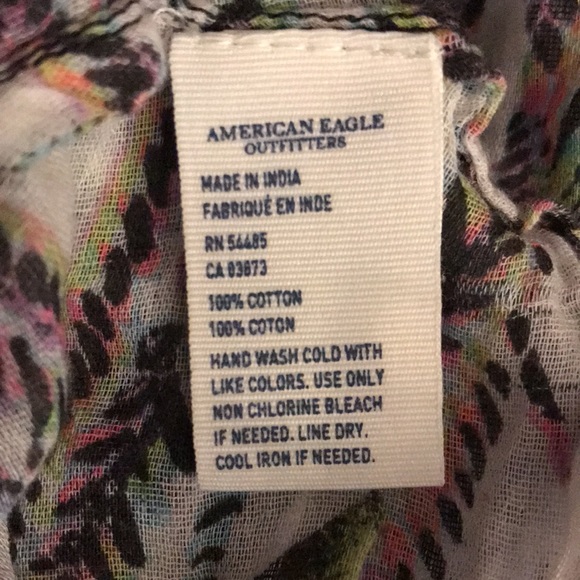 AMERICAN EAGLE
OUTFITTERS
MADE IN INDIA
FABRIQUÉ EN INDE
RN 54485
CA 03873
100% COTTON
100% COTON
HAND WASH COLD WITH
LIKE COLORS. USE ONLY
NON CHLORINE BLEACH
IF NEEDED. LINE DRY.
COOL IRON IF NEEDED.